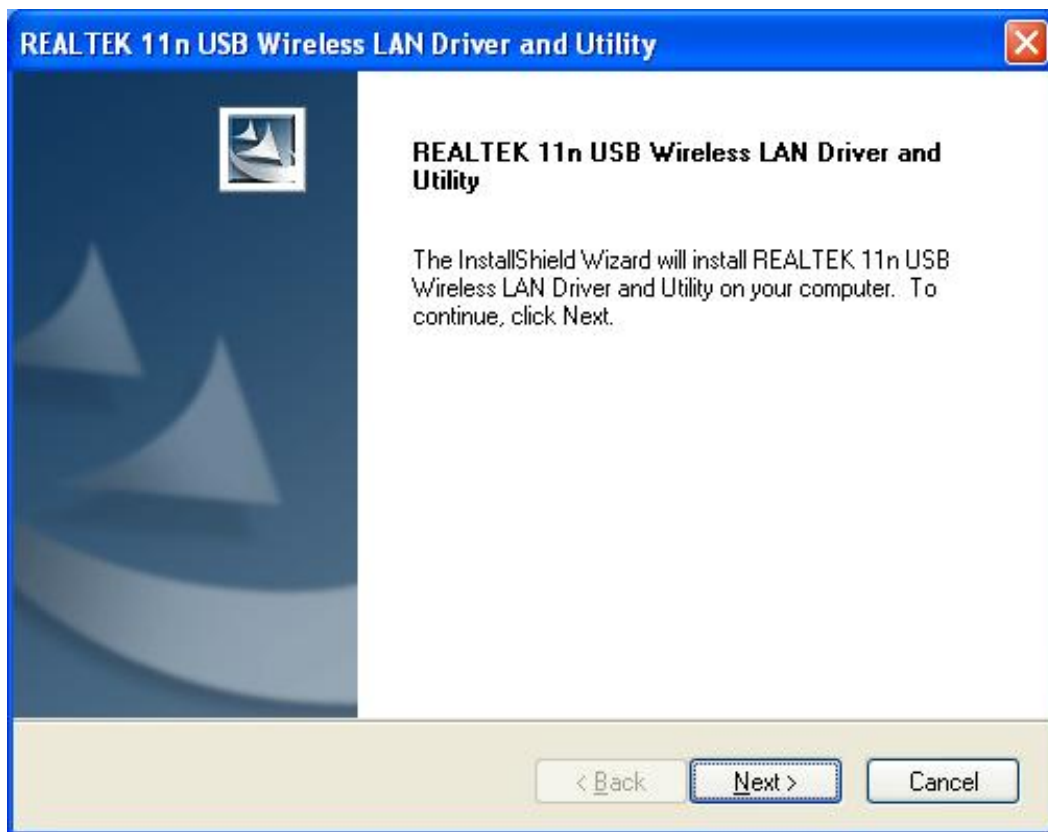 REALTEK 11n USB Wireless LAN Driver and Utility
REALTEK 11n USB Wireless LAN Driver and
Utility
The InstallShield Wizard will install REALTEK 11n USB
Wireless LAN Driver and Utility on your computer.  To
continue, click Next.
< Back
Next >
Cancel